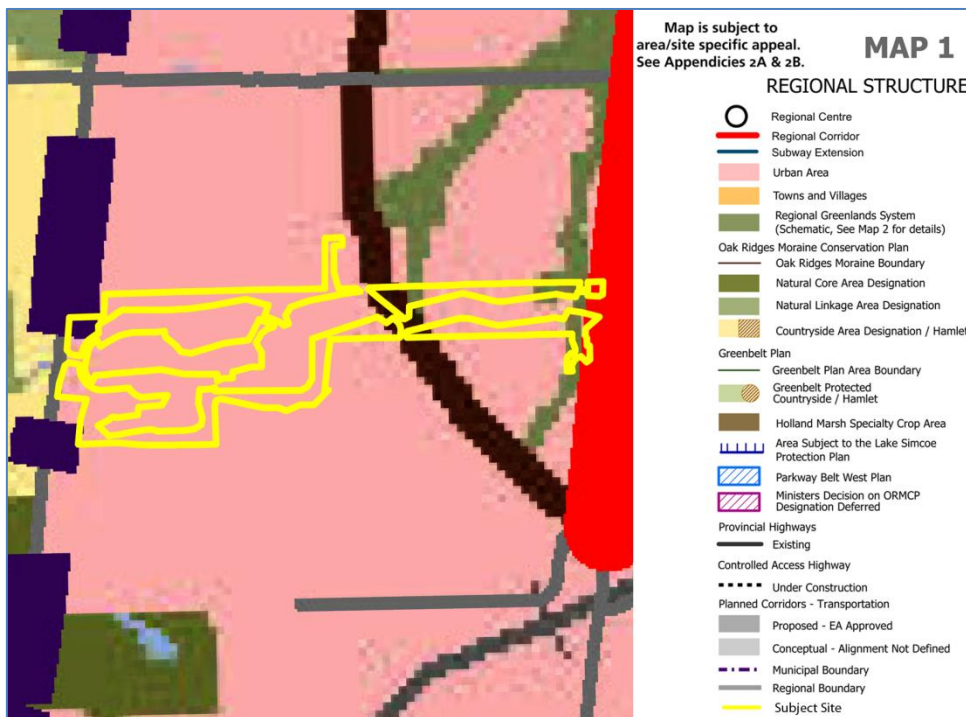 Map is subject to
area/site specific appeal.
See Appendicies 2A & 2B.
MAP 1
REGIONAL STRUCTURE
Regional Centre
Regional Corridor
Subway Extension
Urban Area
Towns and Villages
Regional Greenlands System
(Schematic, See Map 2 for details)
Oak Ridges Moraine Conservation Plan
Oak Ridges Moraine Boundary
Natural Core Area Designation
Natural Linkage Area Designation
Countryside Area Designation / Hamlet
Greenbelt Plan
Greenbelt Plan Area Boundary
Greenbelt Protected
Countryside / Hamlet
Holland Marsh Specialty Crop Area
Area Subject to the Lake Simcoe
Protection Plan
Parkway Belt West Plan
Ministers Decision on ORMCP
Designation Deferred
Provincial Highways
Existing
Controlled Access Highway
Under Construction
Planned Corridors - Transportation
Proposed - EA Approved
Conceptual - Alignment Not Defined
Municipal Boundary
Regional Boundary
Subject Site